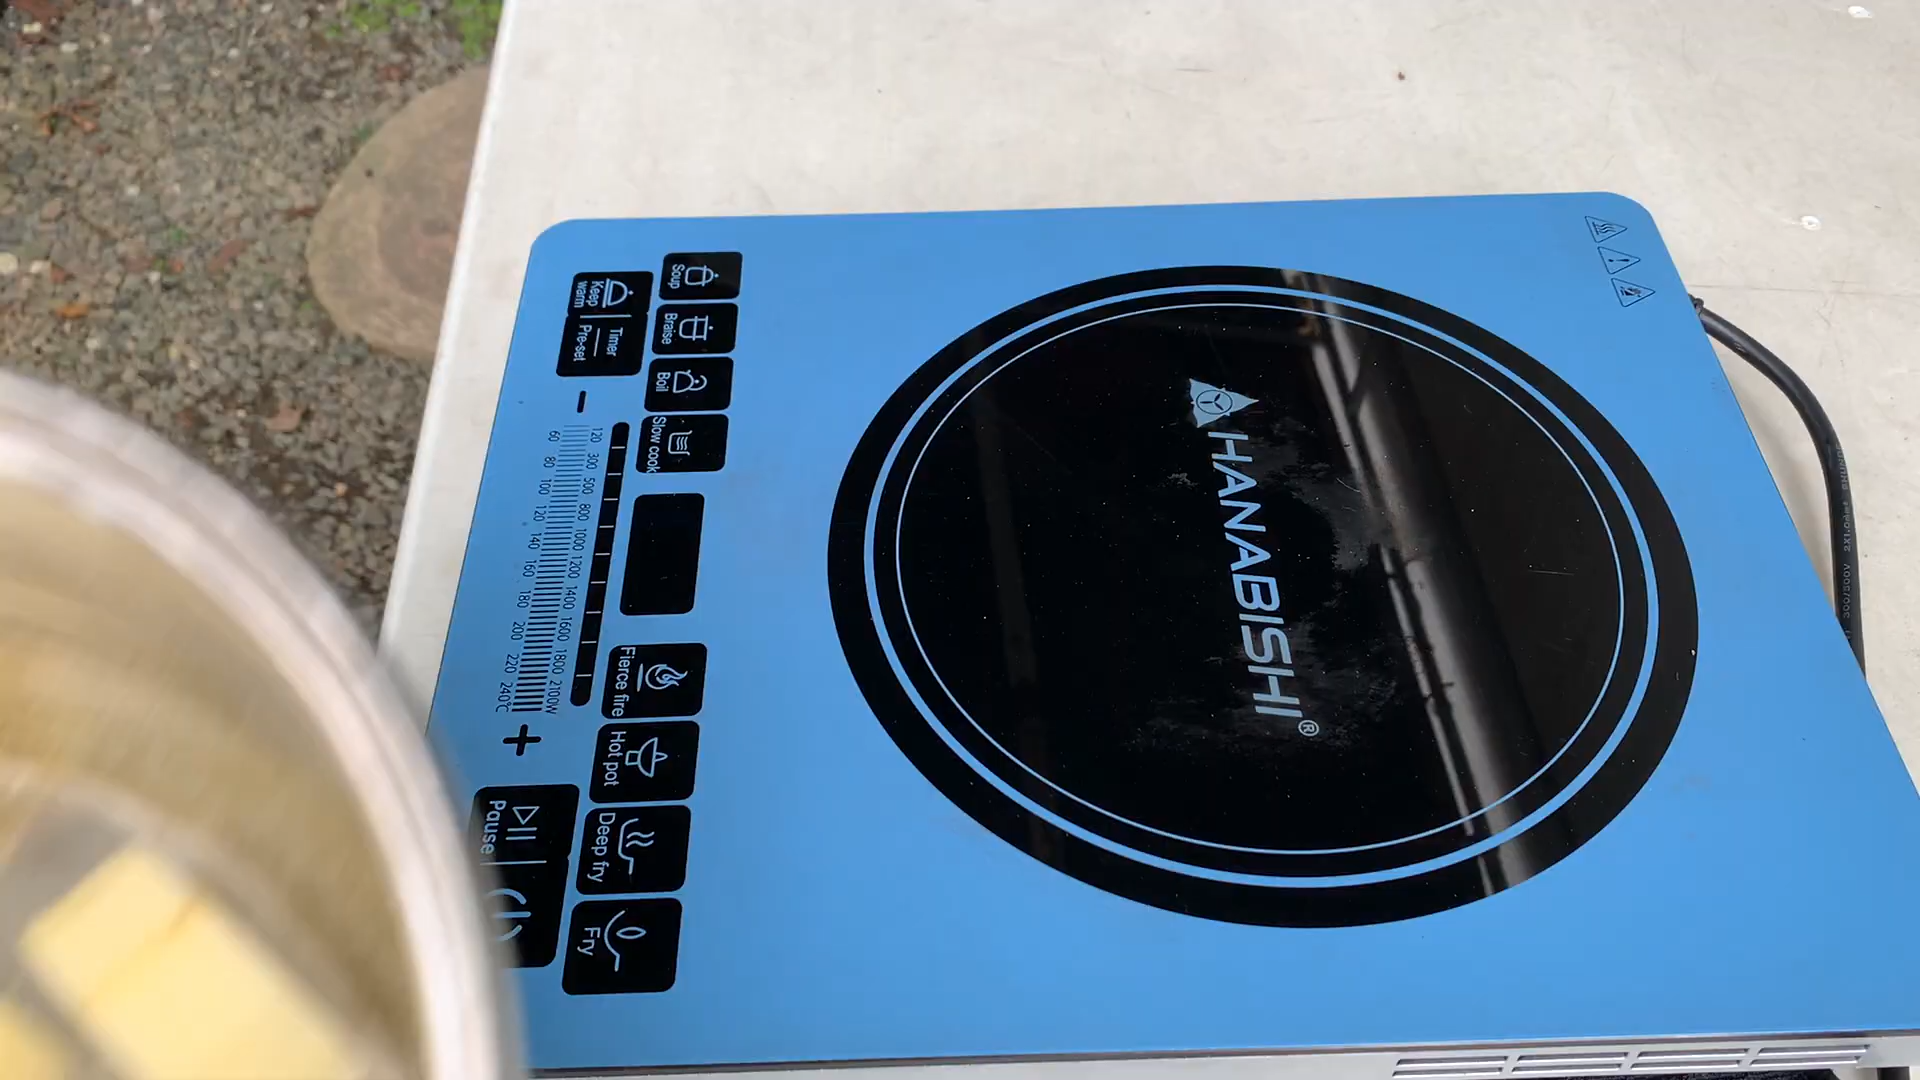 HANABISHI®
Soup
Braise
Boil
Slow cook
Fierce fire
Hot pot
Deep fry
Fry
Keep warm
Timer
Pre-set
−
120 300 500 800 1000 1200 1400 1600 1800 2100W
60 80 100 120 140 160 180 200 220 240°C
+
Pause
300/500V